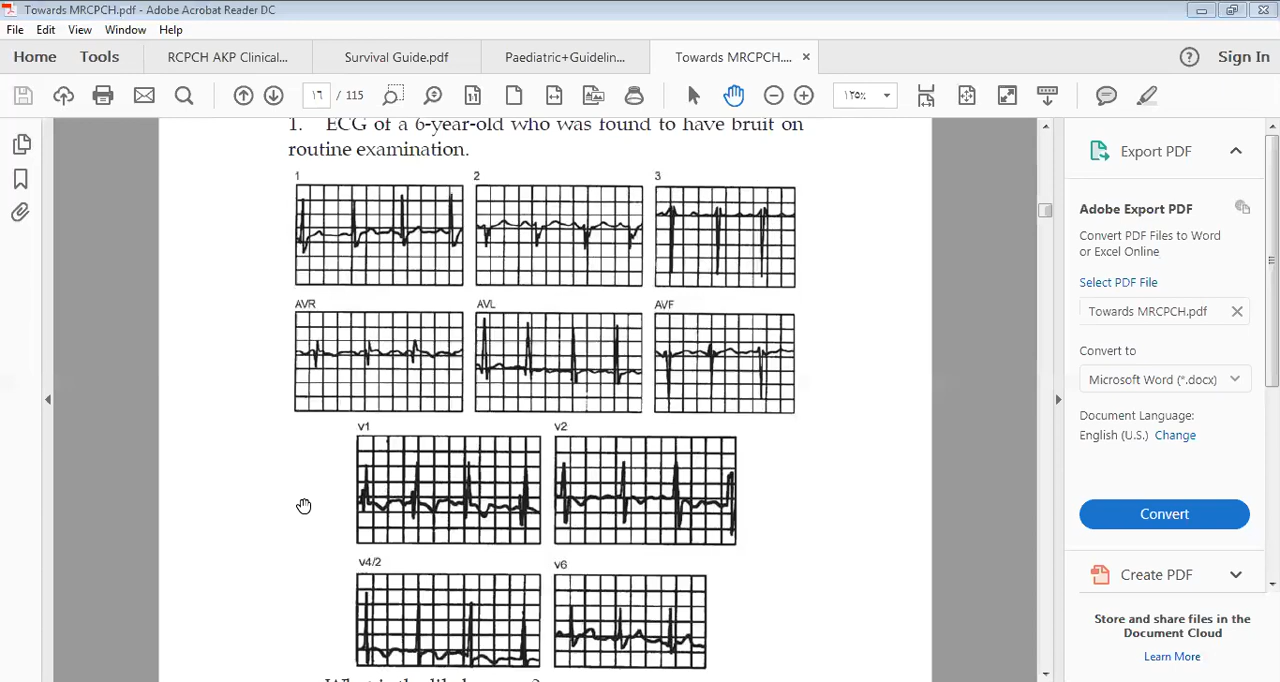 Towards MRCPCH.pdf - Adobe Acrobat Reader DC
File Edit View Window Help
Home Tools RCPCH AKP Clinical... Survival Guide.pdf Paediatric+Guidelin... Towards MRCPCH.... × Sign In
١٦ / 115 ١٢٥%
1. ECG of a 6-year-old who was found to have bruit on
routine examination.
1 2 3
AVR AVL AVF
v1 v2
v4/2 v6
Export PDF
Adobe Export PDF
Convert PDF Files to Word
or Excel Online
Select PDF File
Towards MRCPCH.pdf
Convert to
Microsoft Word (*.docx)
Document Language:
English (U.S.) Change
Convert
Create PDF
Store and share files in the
Document Cloud
Learn More